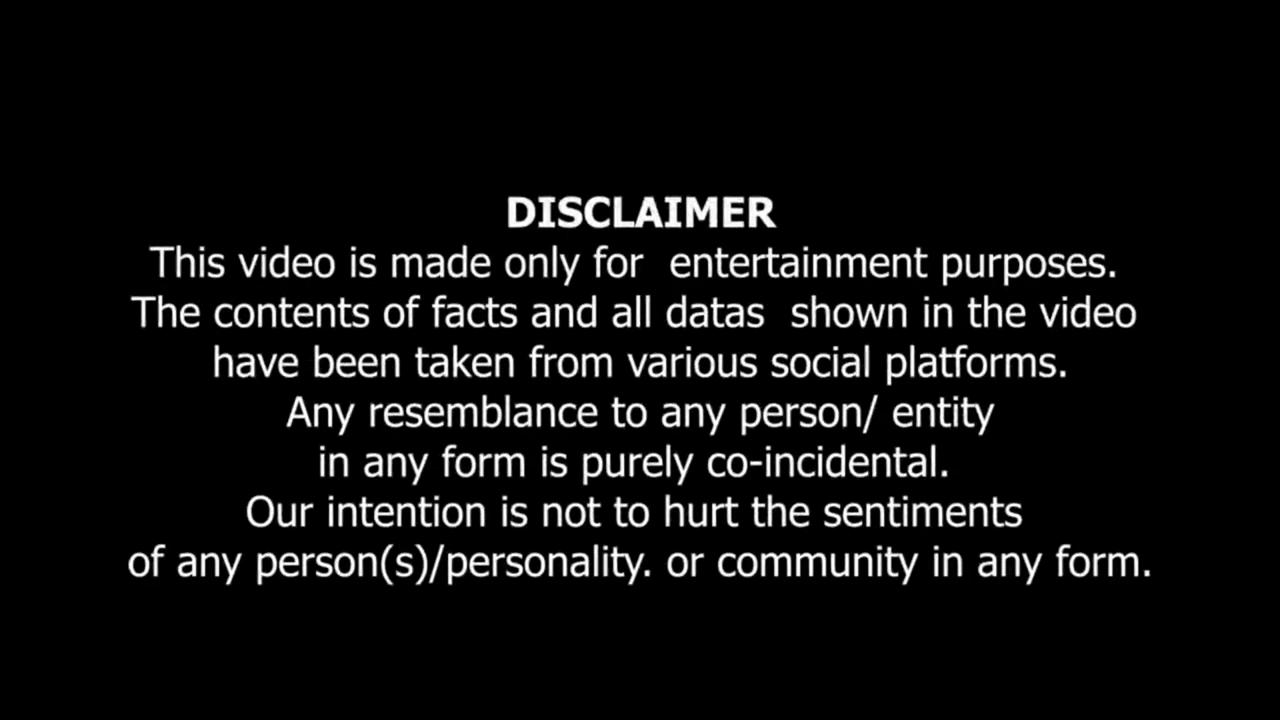 DISCLAIMER
This video is made only for  entertainment purposes.
The contents of facts and all datas  shown in the video
have been taken from various social platforms.
Any resemblance to any person/ entity
in any form is purely co-incidental.
Our intention is not to hurt the sentiments
of any person(s)/personality. or community in any form.